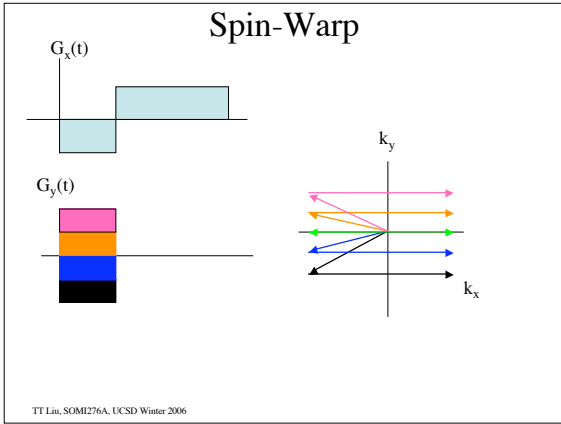 Spin-Warp
Gx(t)
ky
Gy(t)
kx
TT Liu, SOMI276A, UCSD Winter 2006